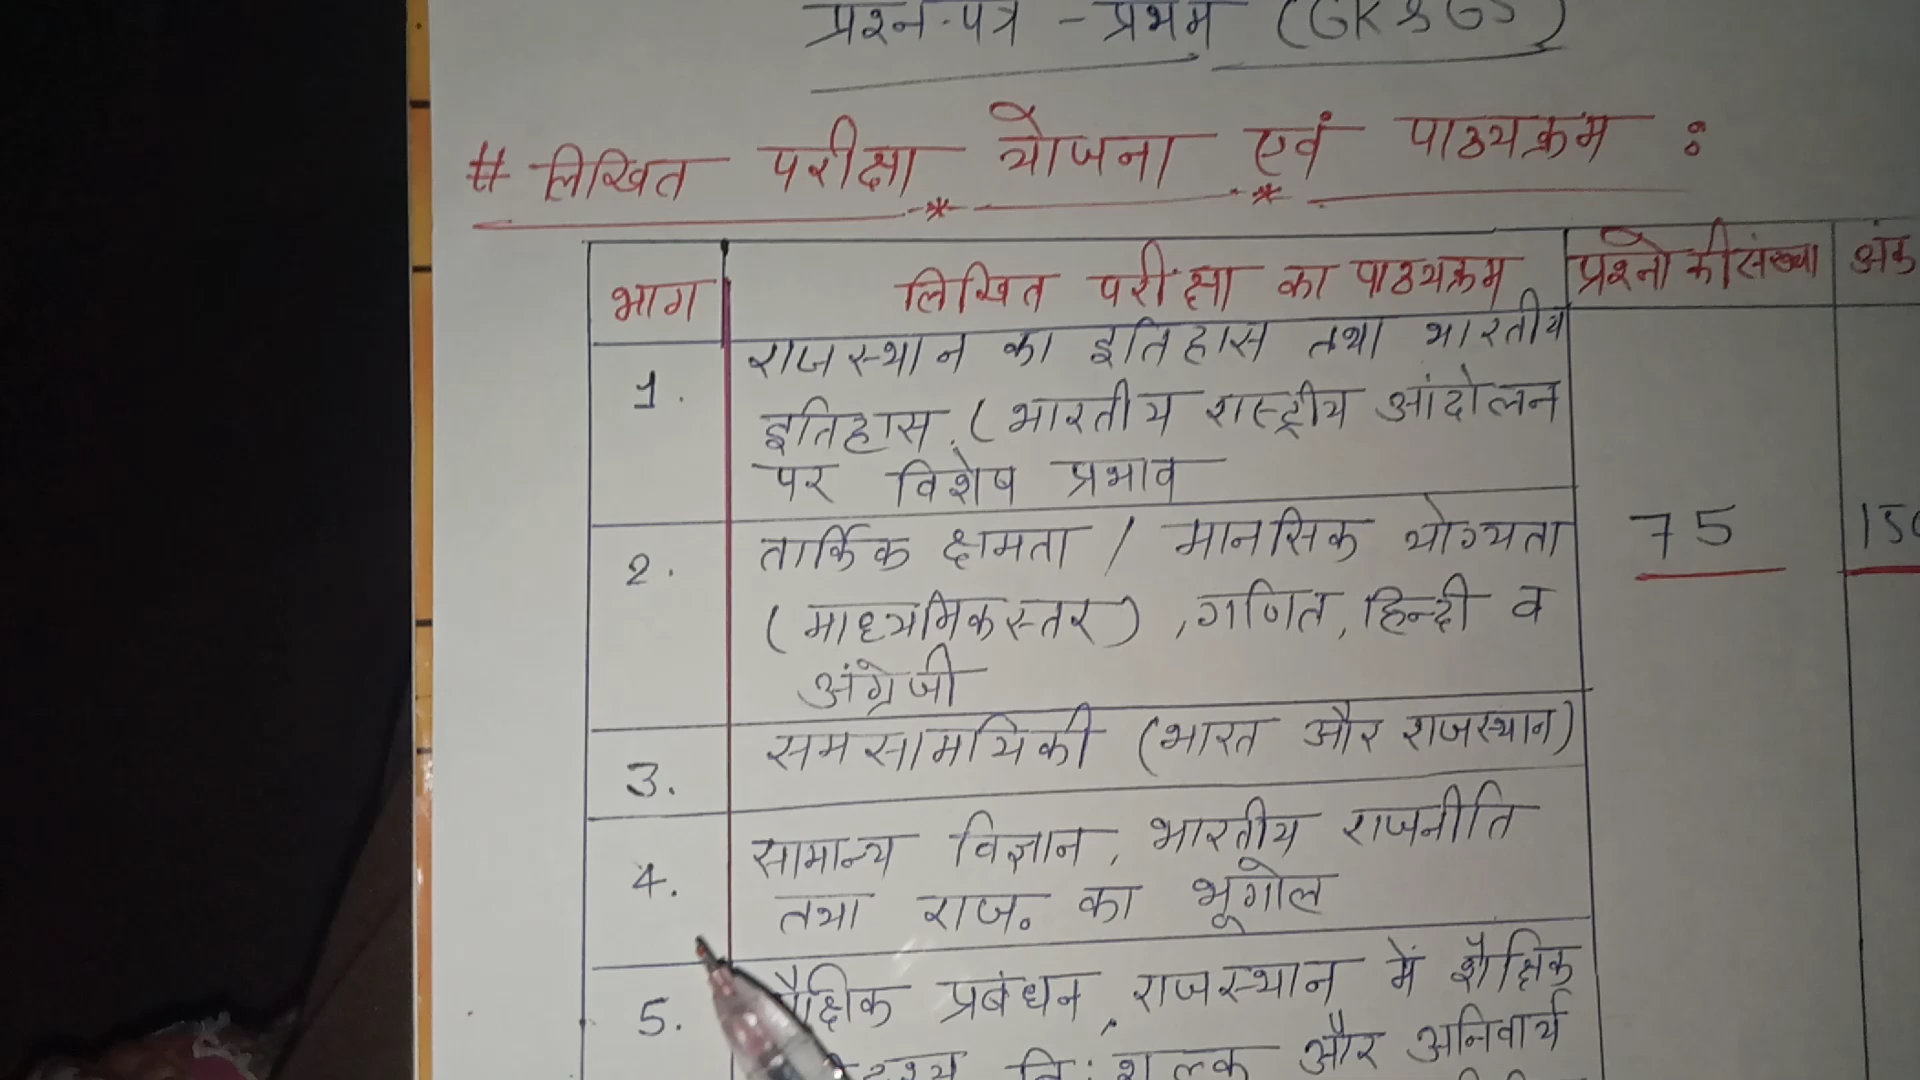 प्रश्न-पत्र - प्रथम (GK & GS)
# लिखित परीक्षा योजना एवं पाठ्यक्रम :
भाग लिखित परीक्षा का पाठ्यक्रम प्रश्नो की संख्या अंक
1. राजस्थान का इतिहास तथा भारतीय
इतिहास, (भारतीय राष्ट्रीय आंदोलन
पर विशेष प्रभाव
2. तार्किक क्षमता / मानसिक योग्यता 75 150
(माध्यमिक स्तर), गणित, हिन्दी व
अंग्रेजी
3. समसामयिकी (भारत और राजस्थान)
4. सामान्य विज्ञान, भारतीय राजनीति
तथा राज. का भूगोल
5. शैक्षिक प्रबंधन, राजस्थान में शैक्षिक
नि:शुल्क और अनिवार्य